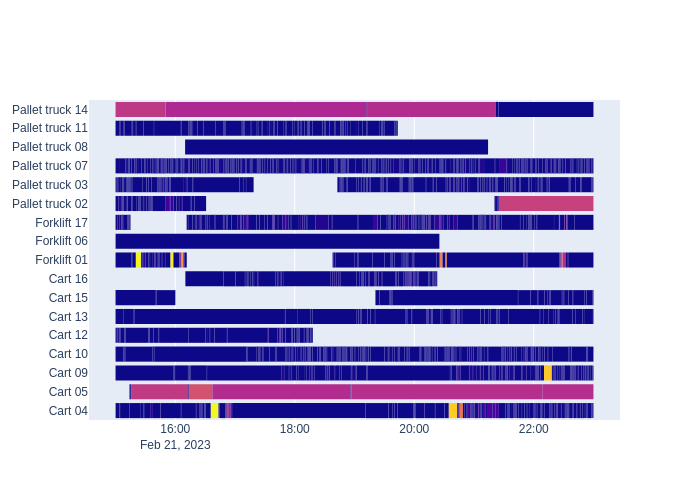 Pallet truck 14
Pallet truck 11
Pallet truck 08
Pallet truck 07
Pallet truck 03
Pallet truck 02
Forklift 17
Forklift 06
Forklift 01
Cart 16
Cart 15
Cart 13
Cart 12
Cart 10
Cart 09
Cart 05
Cart 04
16:00 18:00 20:00 22:00
Feb 21, 2023